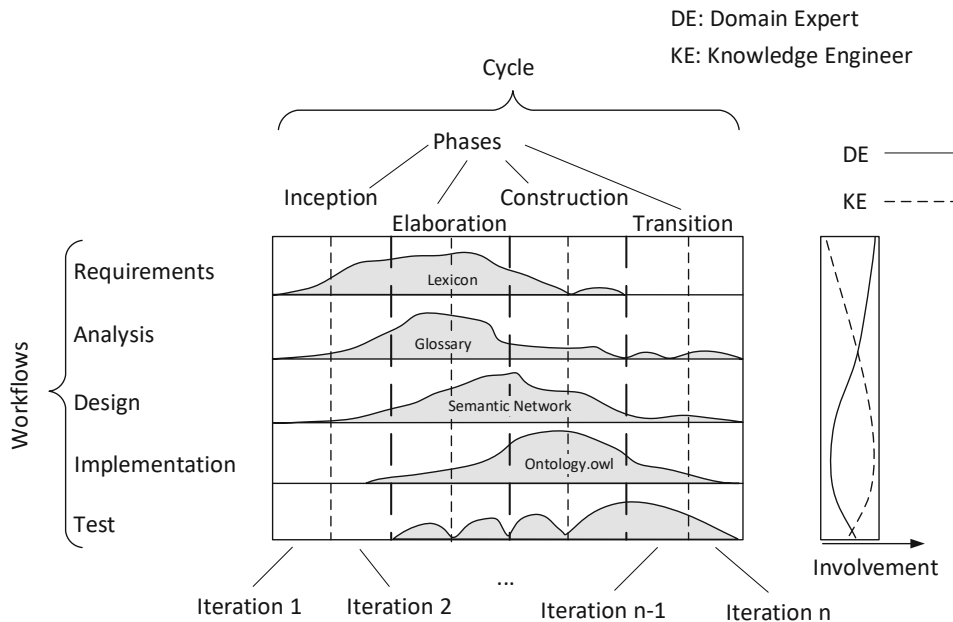 DE: Domain Expert
KE: Knowledge Engineer
Cycle
Phases
Inception
Construction
Elaboration
Transition
DE
KE
Workflows
Requirements
Lexicon
Analysis
Glossary
Design
Semantic Network
Implementation
Ontology.owl
Test
Involvement
Iteration 1
Iteration 2
...
Iteration n-1
Iteration n